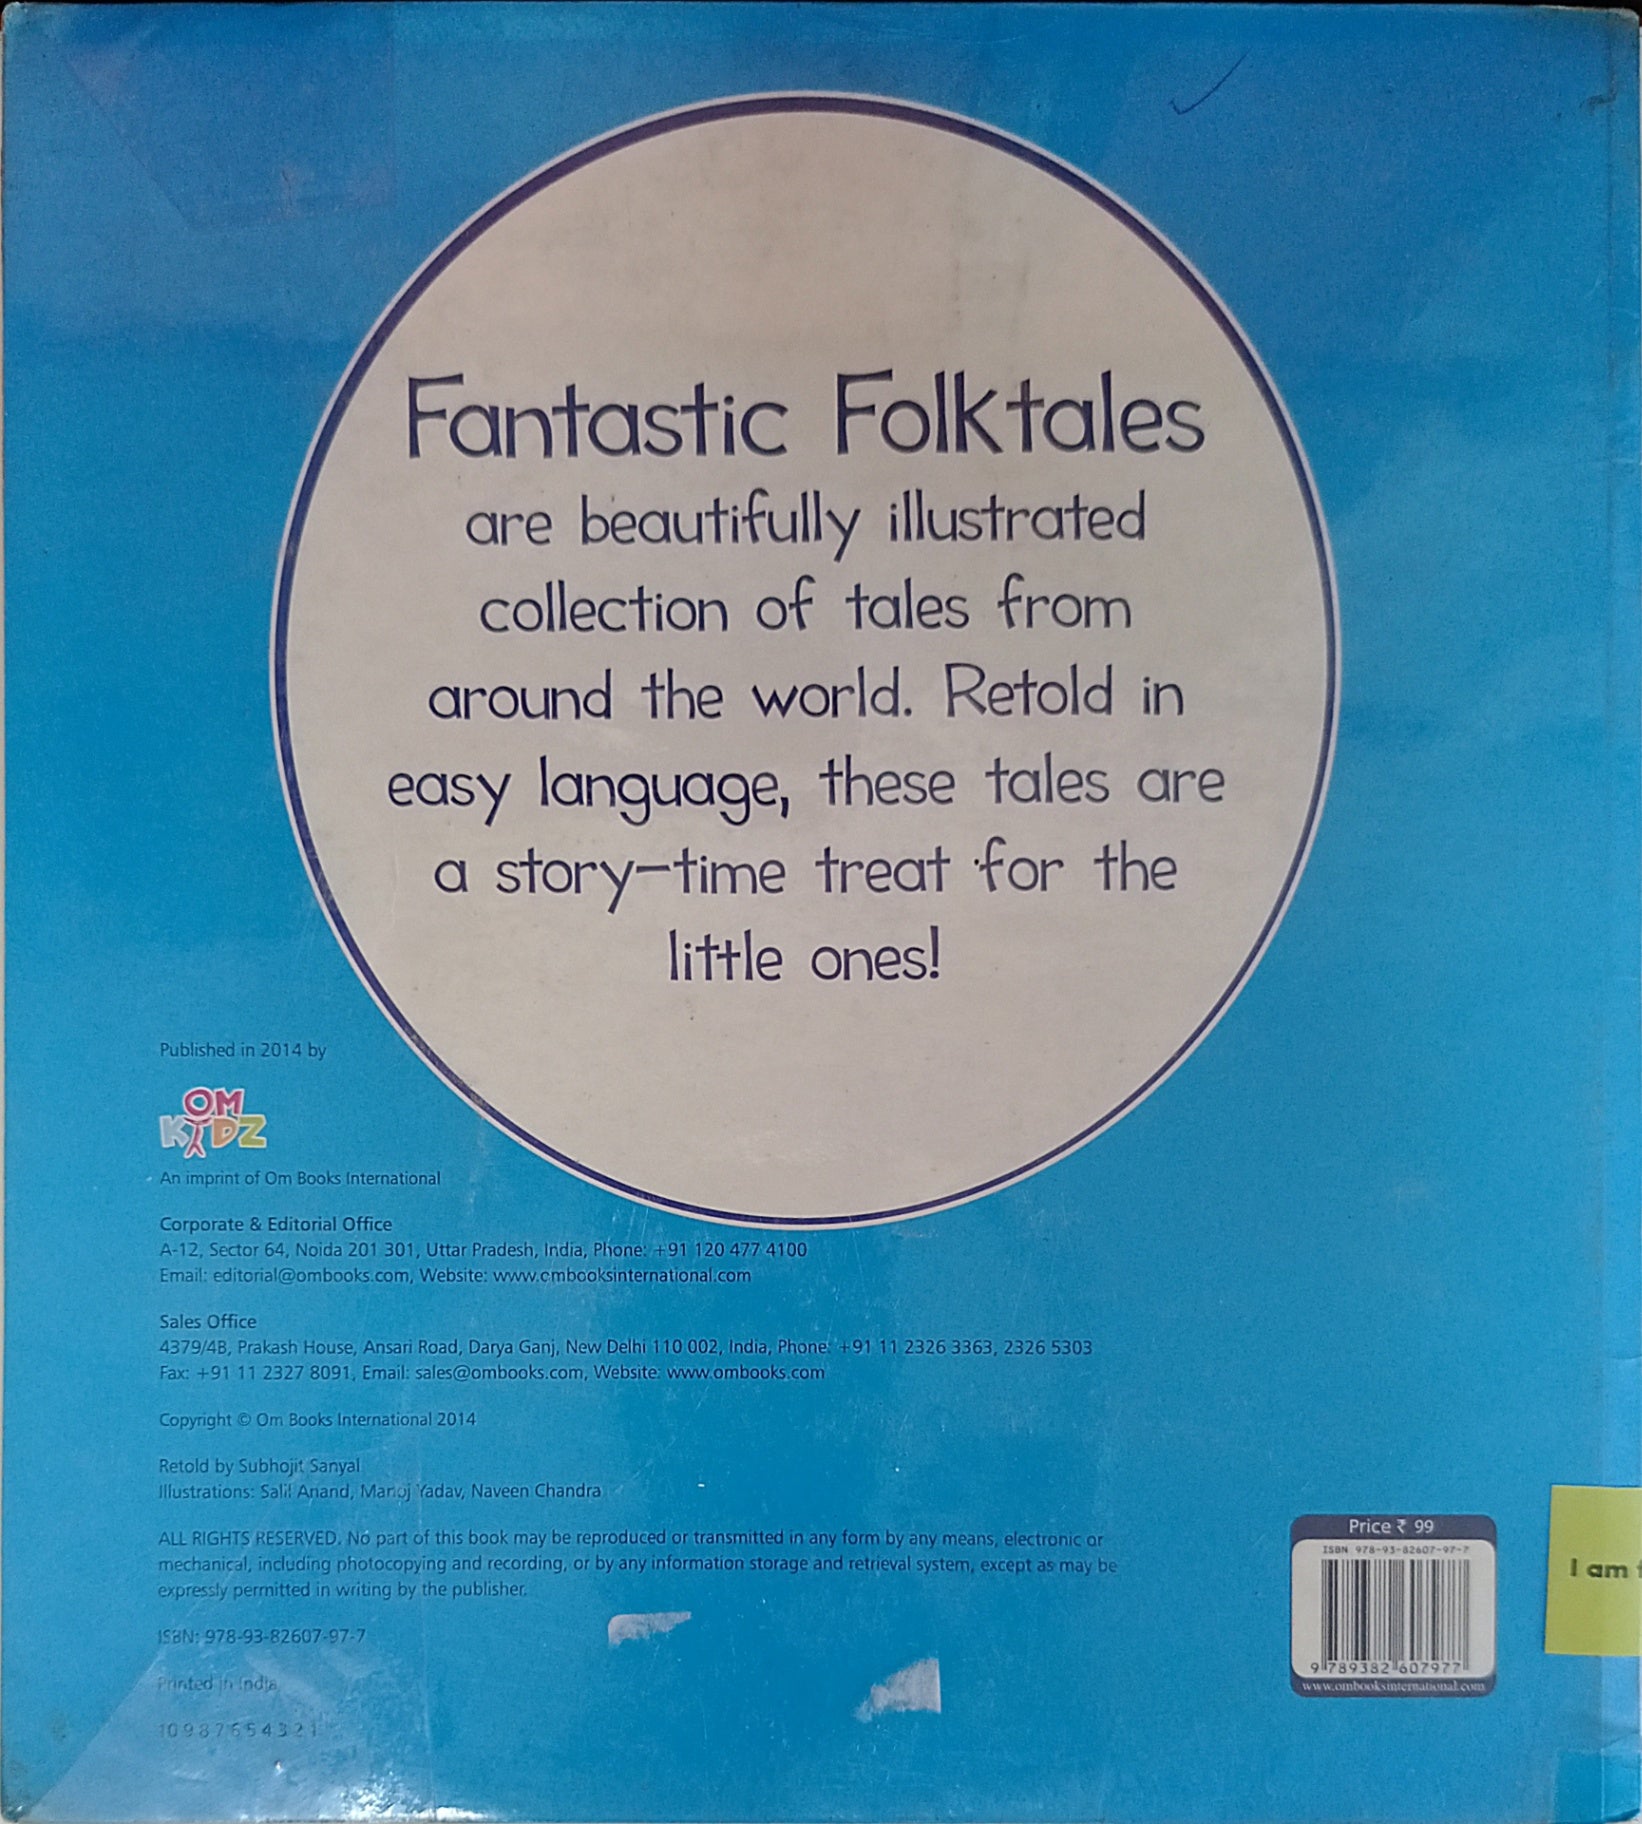 Fantastic Folktales
are beautifully illustrated
collection of tales from
around the world. Retold in
easy language, these tales are
a story-time treat for the
little ones!
Published in 2014 by
OM
KIDZ
An imprint of Om Books International
Corporate & Editorial Office
A-12, Sector 64, Noida 201 301, Uttar Pradesh, India, Phone: +91 120 477 4100
Email: editorial@ombooks.com, Website: www.ombooksinternational.com
Sales Office
4379/4B, Prakash House, Ansari Road, Darya Ganj, New Delhi 110 002, India, Phone: +91 11 2326 3363, 2326 5303
Fax: +91 11 2327 8091, Email: sales@ombooks.com, Website: www.ombooks.com
Copyright © Om Books International 2014
Retold by Subhojit Sanyal
Illustrations: Salil Anand, Manoj Yadav, Naveen Chandra
ALL RIGHTS RESERVED. No part of this book may be reproduced or transmitted in any form by any means, electronic or
mechanical, including photocopying and recording, or by any information storage and retrieval system, except as may be
expressly permitted in writing by the publisher.
ISBN: 978-93-82607-97-7
Printed in India
10 9 8 7 6 5 4 3 2 1
Price ₹ 99
ISBN 978-93-82607-97-7
9 789382 607977
www.ombooksinternational.com
I am